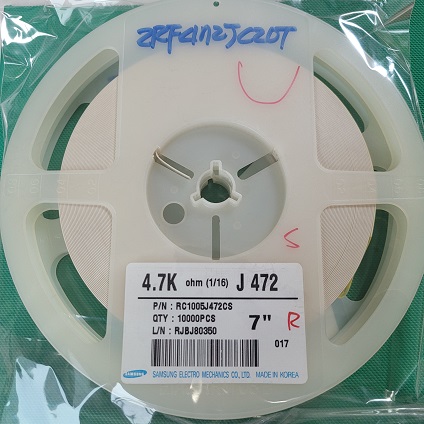 2RF4172JC2DT
S
4.7K ohm (1/16) J 472
P/N : RC1005J472CS
QTY : 10000PCS
L/N : RJBJ80350
7" R
017
SAMSUNG
SAMSUNG ELECTRO MECHANICS CO., LTD MADE IN KOREA